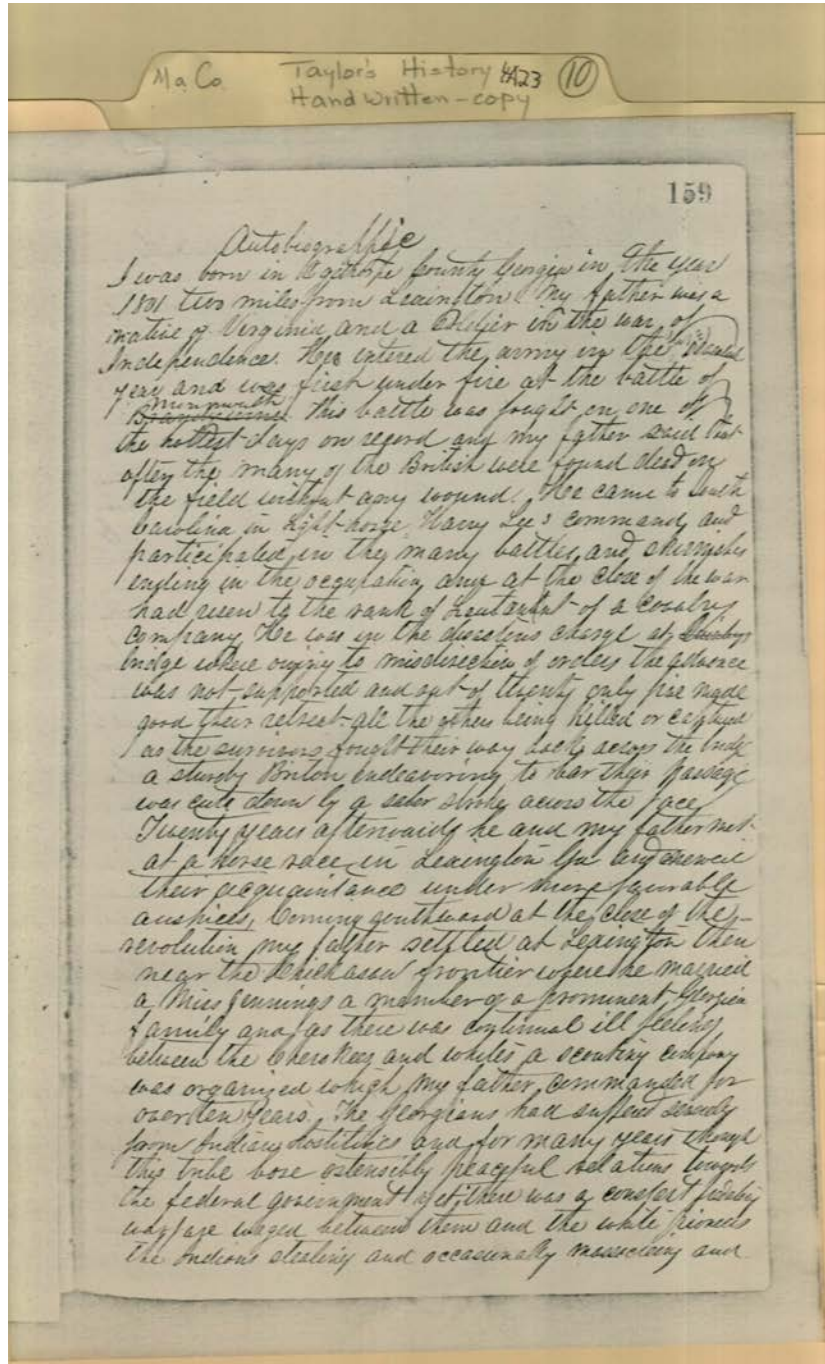 Ma Co. Taylor's History 4A23 10
Hand written - copy
159
Autobiographic
I was born in Oglthorpe County Georgia in the year
1801 two miles from Lexington. My father was a
native of Virginia and a Soldier in the war of
Independence. He entered the army in the
year and was first under fire at the battle of
Monmouth
Brandywine This battle was fought on one of
the hottest days on regord and my father said that
after the many of the British were found dead on
the field without any wound. He came to South
Carolina in Light-horse Harry Lee's command, and
participated in the many battles and skirmishes
ending in the occupation, and at the close of the war
had risen to the rank of Leutenant of a cavalry
company. He was in the disastrous charge at Quinbys
bridge where owing to misdirection of orders the advance
was not supported and out of twenty only five made
good their retreat all the others being killed or captured
as the survivors fought their way back across the bridge
a sturdy Briton endeavoring to bar their passage
was cut down by a saber stroke across the face
Twenty years afterwards he and my father met
at a horse race in Lexington Ga and renewed
their acquaintance under more favorable
auspices, Coming southward at the close of the
revolution my father settled at Lexington then
near the Chickasaw frontier where he married
a Miss Jennings a member of a prominent Georgia
family and as there was continual ill feeling
between the Cherokees and whites a scouting company
was organized which my father commanded for
over ten years. The Georgians had suffered severely
from Indian hostilities and for many years though
this tribe bore ostensibly peaceful relations towards
the federal government yet there was a constant
warfare waged between them and the white pioneers
the Indians stealing and occasionally massacreing and